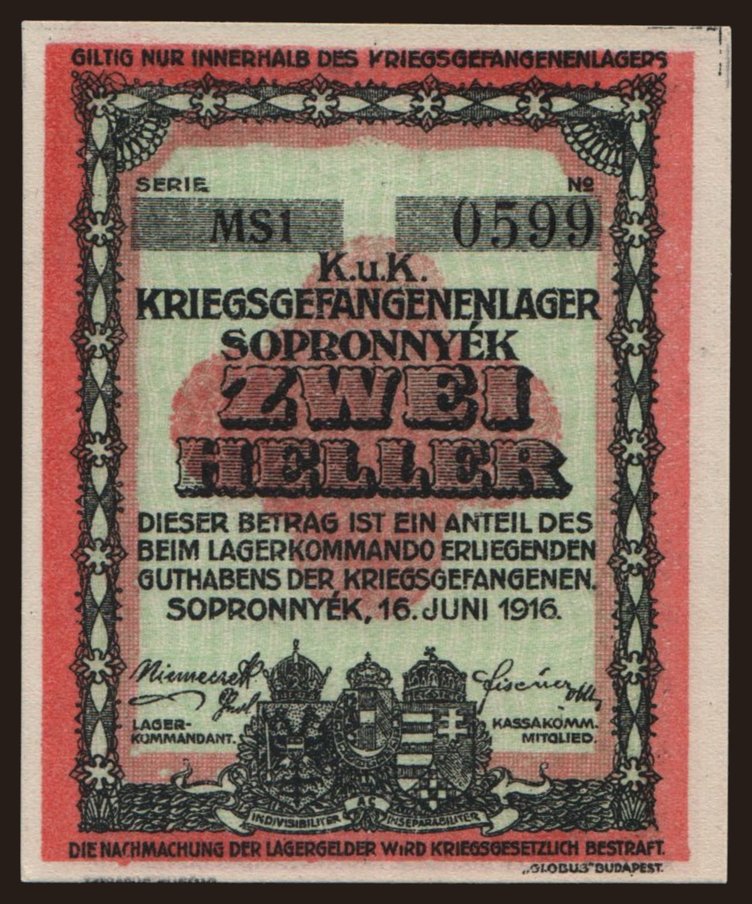 GILTIG NUR INNERHALB DES KRIEGSGEFANGENENLAGERS
SERIE Nº
MS1 0599
K.u.K.
KRIEGSGEFANGENENLAGER
SOPRONNYÉK
ZWEI
HELLER
DIESER BETRAG IST EIN ANTEIL DES
BEIM LAGERKOMMANDO ERLIEGENDEN
GUTHABENS DER KRIEGSGEFANGENEN.
SOPRONNYÉK, 16. JUNI 1916.
LAGER-
KOMMANDANT.
KASSAKOMM.
MITGLIED.
INDIVISIBILITER AC INSEPARABILITER
DIE NACHMACHUNG DER LAGERGELDER WIRD KRIEGSGESETZLICH BESTRAFT.
„GLOBUS" BUDAPEST.